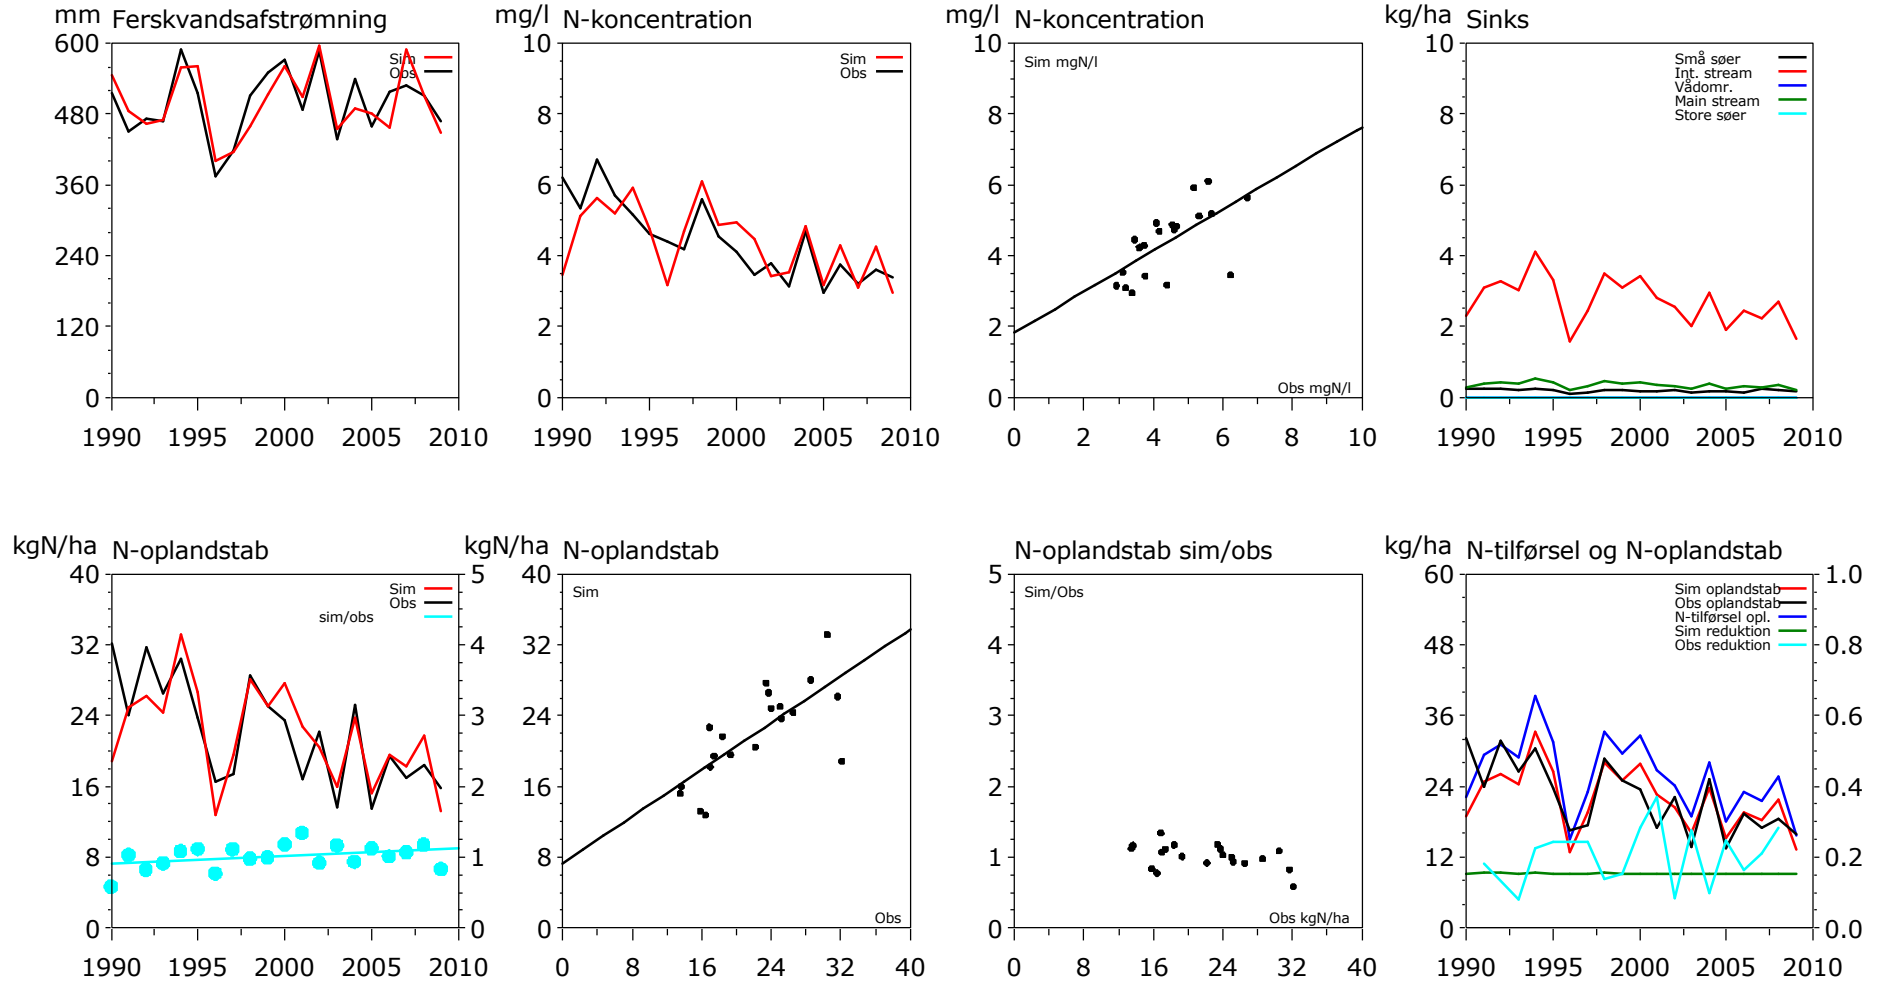 mm Ferskvandsafstrømning
600
480
360
240
120
0
Sim
Obs
1990 1995 2000 2005 2010
mg/l N-koncentration
10
8
6
4
2
0
Sim
Obs
1990 1995 2000 2005 2010
mg/l N-koncentration
10
8
6
4
2
0
Sim mgN/l
Obs mgN/l
0 2 4 6 8 10
kg/ha Sinks
10
8
6
4
2
0
Små søer
Int. stream
Vådomr.
Main stream
Store søer
1990 1995 2000 2005 2010
kgN/ha N-oplandstab
40
32
24
16
8
0
Sim
Obs
sim/obs
5
4
3
2
1
0
1990 1995 2000 2005 2010
kgN/ha N-oplandstab
40
32
24
16
8
0
Sim
Obs
0 8 16 24 32 40
N-oplandstab sim/obs
5
4
3
2
1
0
Sim/Obs
Obs kgN/ha
0 8 16 24 32 40
kg/ha N-tilførsel og N-oplandstab
60
48
36
24
12
0
Sim oplandstab
Obs oplandstab
N-tilførsel opl.
Sim reduktion
Obs reduktion
1.0
0.8
0.6
0.4
0.2
0.0
1990 1995 2000 2005 2010